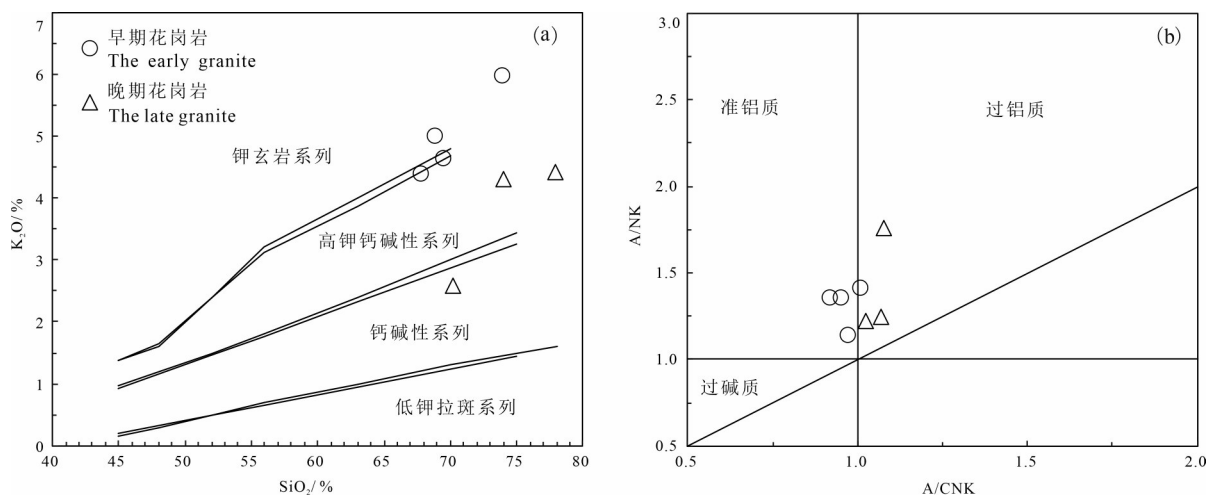 (a)
早期花岗岩
The early granite
晚期花岗岩
The late granite
钾玄岩系列
高钾钙碱性系列
钙碱性系列
低钾拉斑系列
K₂O/%
7
6
5
4
3
2
1
0
40 45 50 55 60 65 70 75 80
SiO₂/%
(b)
准铝质
过铝质
过碱质
A/NK
3.0
2.5
2.0
1.5
1.0
0.5
0.5 1.0 1.5 2.0
A/CNK